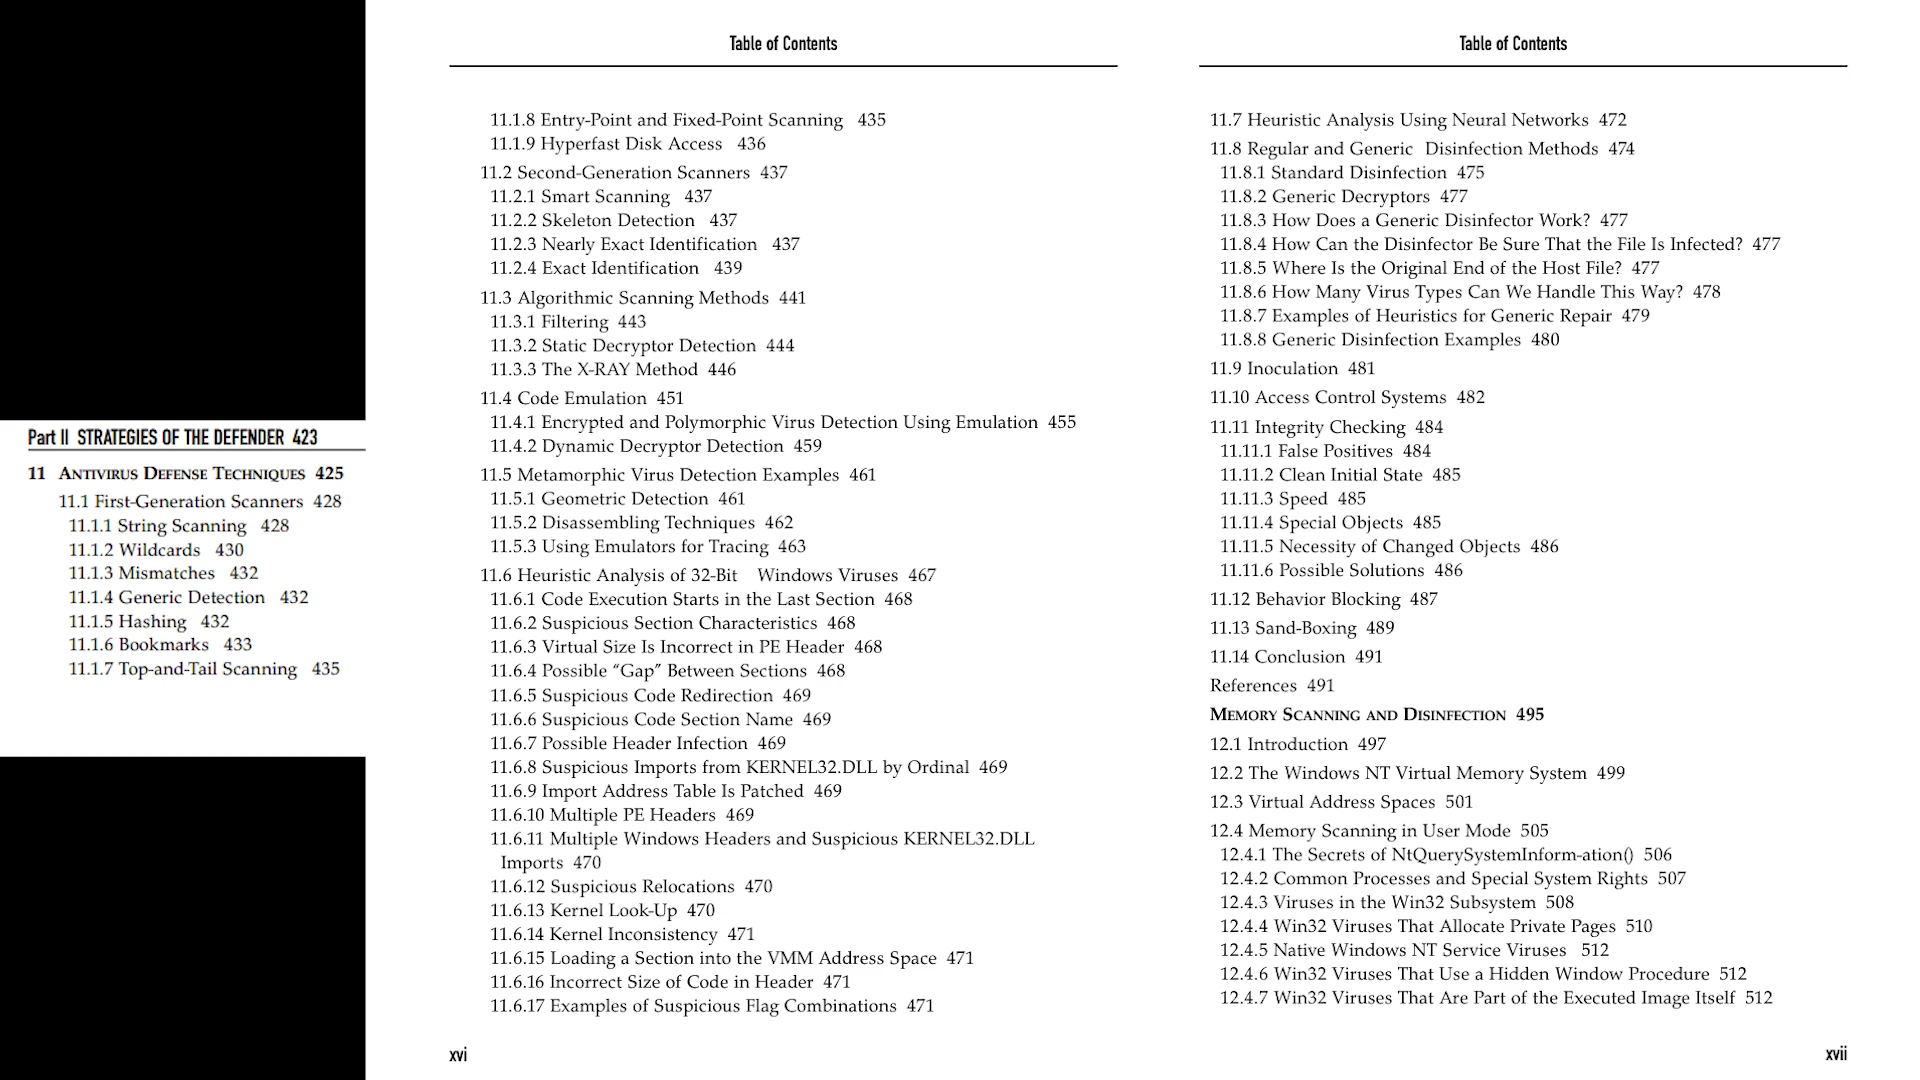 Part II STRATEGIES OF THE DEFENDER 423
11 ANTIVIRUS DEFENSE TECHNIQUES 425
11.1 First-Generation Scanners 428
11.1.1 String Scanning 428
11.1.2 Wildcards 430
11.1.3 Mismatches 432
11.1.4 Generic Detection 432
11.1.5 Hashing 432
11.1.6 Bookmarks 433
11.1.7 Top-and-Tail Scanning 435
Table of Contents
11.1.8 Entry-Point and Fixed-Point Scanning 435
11.1.9 Hyperfast Disk Access 436
11.2 Second-Generation Scanners 437
11.2.1 Smart Scanning 437
11.2.2 Skeleton Detection 437
11.2.3 Nearly Exact Identification 437
11.2.4 Exact Identification 439
11.3 Algorithmic Scanning Methods 441
11.3.1 Filtering 443
11.3.2 Static Decryptor Detection 444
11.3.3 The X-RAY Method 446
11.4 Code Emulation 451
11.4.1 Encrypted and Polymorphic Virus Detection Using Emulation 455
11.4.2 Dynamic Decryptor Detection 459
11.5 Metamorphic Virus Detection Examples 461
11.5.1 Geometric Detection 461
11.5.2 Disassembling Techniques 462
11.5.3 Using Emulators for Tracing 463
11.6 Heuristic Analysis of 32-Bit Windows Viruses 467
11.6.1 Code Execution Starts in the Last Section 468
11.6.2 Suspicious Section Characteristics 468
11.6.3 Virtual Size Is Incorrect in PE Header 468
11.6.4 Possible “Gap” Between Sections 468
11.6.5 Suspicious Code Redirection 469
11.6.6 Suspicious Code Section Name 469
11.6.7 Possible Header Infection 469
11.6.8 Suspicious Imports from KERNEL32.DLL by Ordinal 469
11.6.9 Import Address Table Is Patched 469
11.6.10 Multiple PE Headers 469
11.6.11 Multiple Windows Headers and Suspicious KERNEL32.DLL
Imports 470
11.6.12 Suspicious Relocations 470
11.6.13 Kernel Look-Up 470
11.6.14 Kernel Inconsistency 471
11.6.15 Loading a Section into the VMM Address Space 471
11.6.16 Incorrect Size of Code in Header 471
11.6.17 Examples of Suspicious Flag Combinations 471
xvi
Table of Contents
11.7 Heuristic Analysis Using Neural Networks 472
11.8 Regular and Generic Disinfection Methods 474
11.8.1 Standard Disinfection 475
11.8.2 Generic Decryptors 477
11.8.3 How Does a Generic Disinfector Work? 477
11.8.4 How Can the Disinfector Be Sure That the File Is Infected? 477
11.8.5 Where Is the Original End of the Host File? 477
11.8.6 How Many Virus Types Can We Handle This Way? 478
11.8.7 Examples of Heuristics for Generic Repair 479
11.8.8 Generic Disinfection Examples 480
11.9 Inoculation 481
11.10 Access Control Systems 482
11.11 Integrity Checking 484
11.11.1 False Positives 484
11.11.2 Clean Initial State 485
11.11.3 Speed 485
11.11.4 Special Objects 485
11.11.5 Necessity of Changed Objects 486
11.11.6 Possible Solutions 486
11.12 Behavior Blocking 487
11.13 Sand-Boxing 489
11.14 Conclusion 491
References 491
MEMORY SCANNING AND DISINFECTION 495
12.1 Introduction 497
12.2 The Windows NT Virtual Memory System 499
12.3 Virtual Address Spaces 501
12.4 Memory Scanning in User Mode 505
12.4.1 The Secrets of NtQuerySystemInform-ation() 506
12.4.2 Common Processes and Special System Rights 507
12.4.3 Viruses in the Win32 Subsystem 508
12.4.4 Win32 Viruses That Allocate Private Pages 510
12.4.5 Native Windows NT Service Viruses 512
12.4.6 Win32 Viruses That Use a Hidden Window Procedure 512
12.4.7 Win32 Viruses That Are Part of the Executed Image Itself 512
xvii